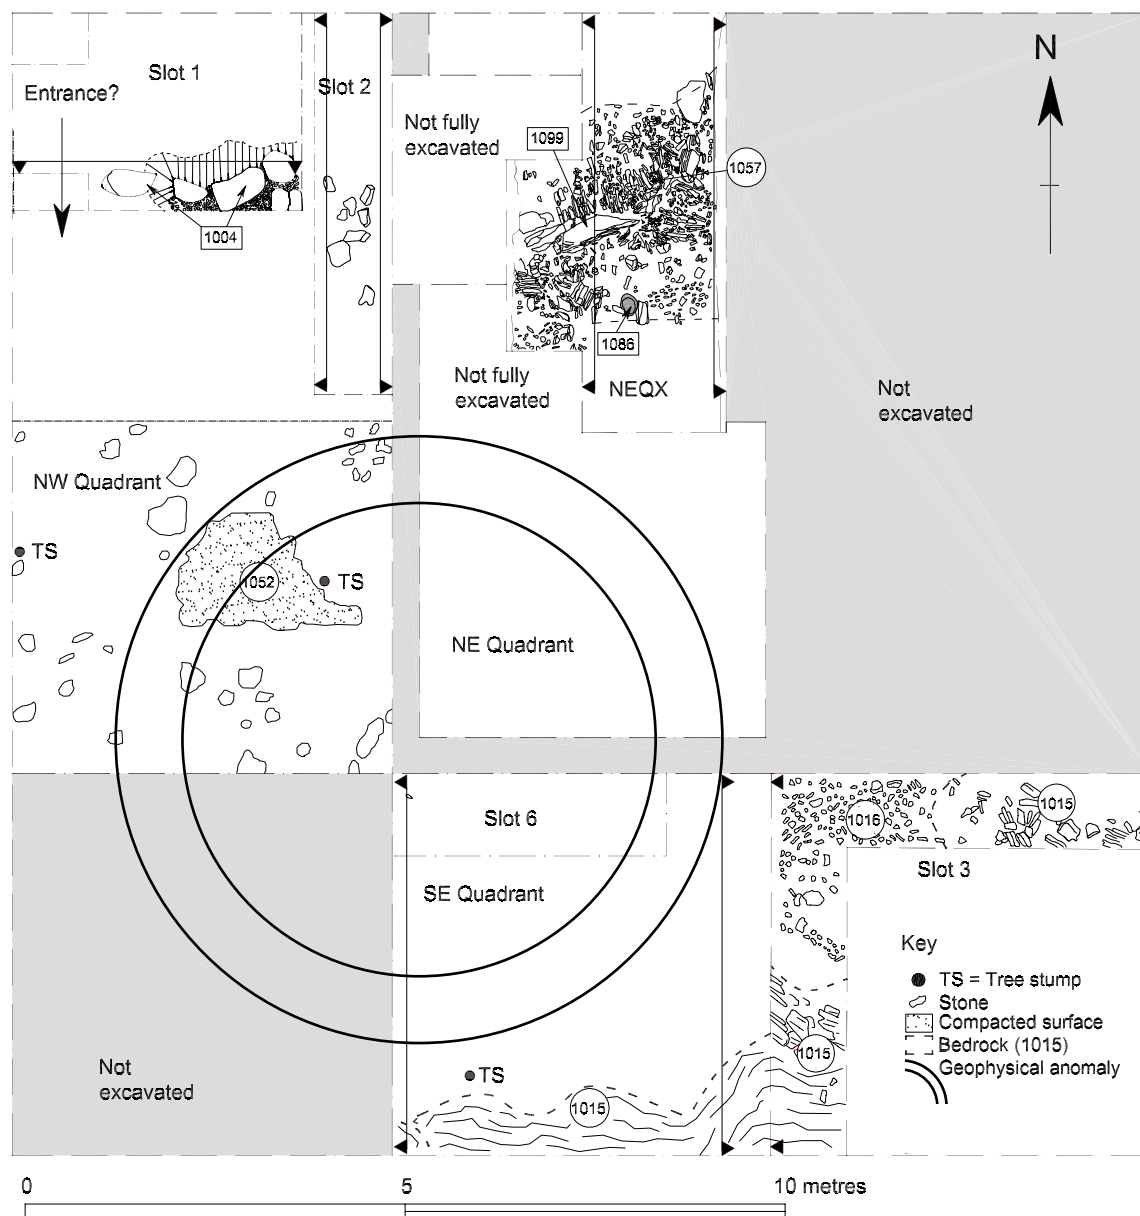 N
Slot 1
Slot 2
Entrance?
Not fully
excavated
1099
1057
1004
1086
Not fully
excavated
NEQX
Not
excavated
NW Quadrant
TS
1052
TS
NE Quadrant
Slot 6
1016
1015
Slot 3
SE Quadrant
Key
TS = Tree stump
Stone
Compacted surface
Bedrock (1015)
Geophysical anomaly
1015
Not
excavated
TS
1015
0
5
10 metres